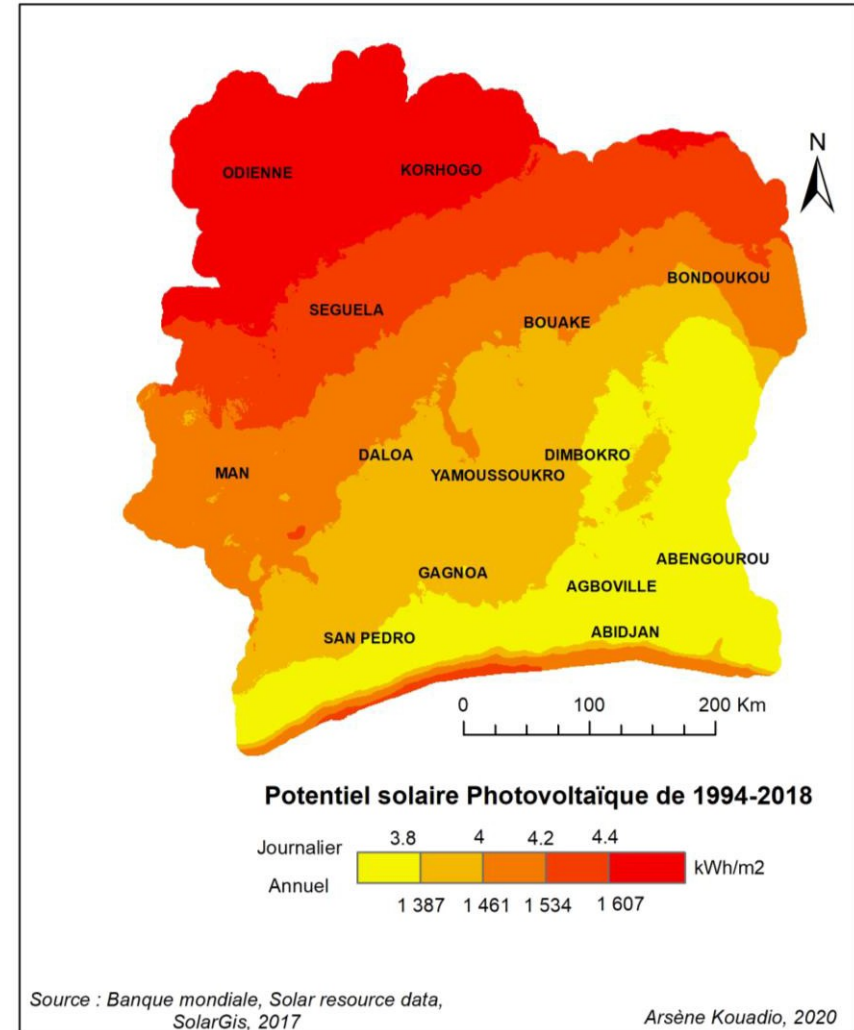 N
ODIENNE KORHOGO
BONDOUKOU
SEGUELA
BOUAKE
DALOA DIMBOKRO
MAN YAMOUSSOUKRO
ABENGOUROU
GAGNOA
AGBOVILLE
SAN PEDRO ABIDJAN
0 100 200 Km
Potentiel solaire Photovoltaïque de 1994-2018
Journalier 3.8 4 4.2 4.4
kWh/m2
Annuel
1 387 1 461 1 534 1 607
Source : Banque mondiale, Solar resource data,
SolarGis, 2017
Arsène Kouadio, 2020